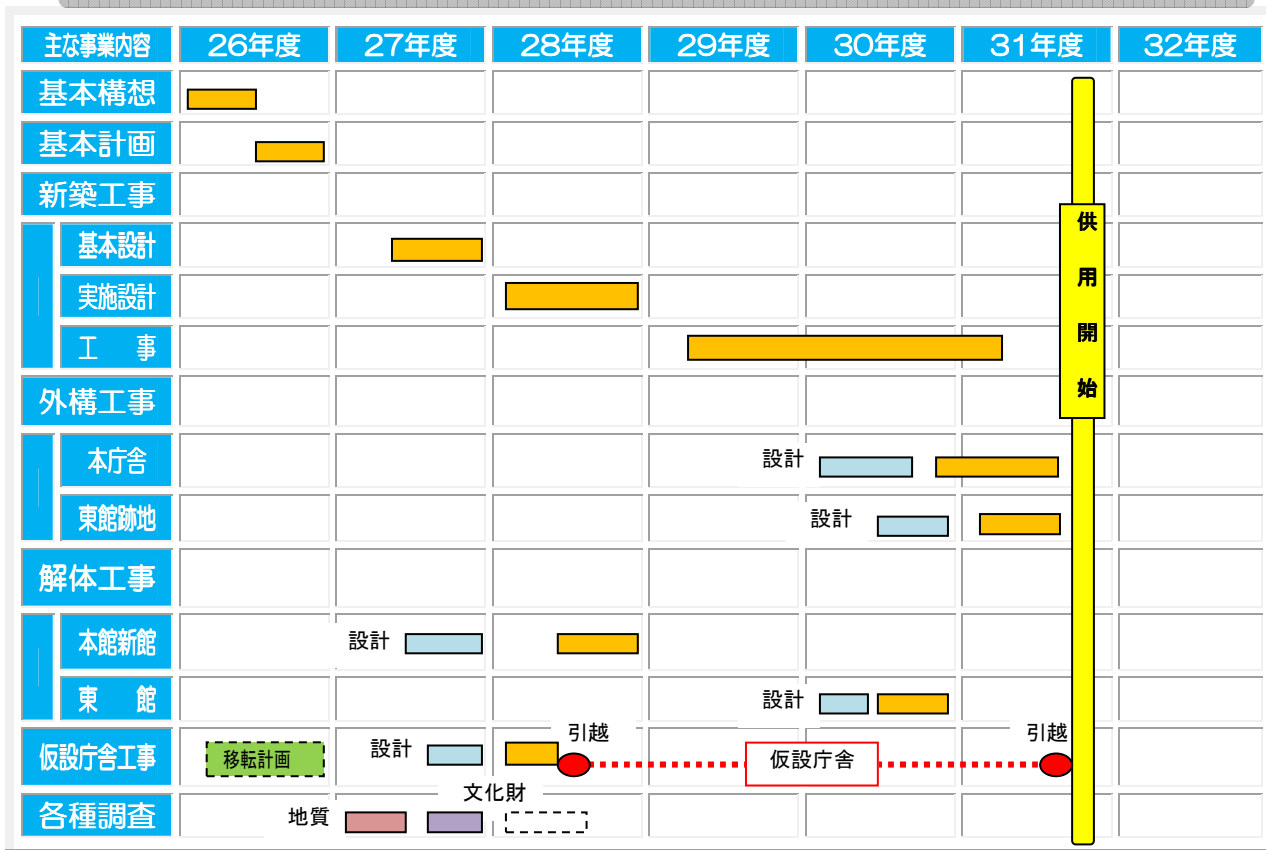 主な事業内容 26年度 27年度 28年度 29年度 30年度 31年度 32年度
基本構想
基本計画
新築工事
基本設計
実施設計
工 事
外構工事
本庁舎 設計
東館跡地 設計
解体工事
本館新館 設計
東 館 設計
仮設庁舎工事 移転計画 設計 引越 仮設庁舎 引越
各種調査 地質 文化財
供用開始